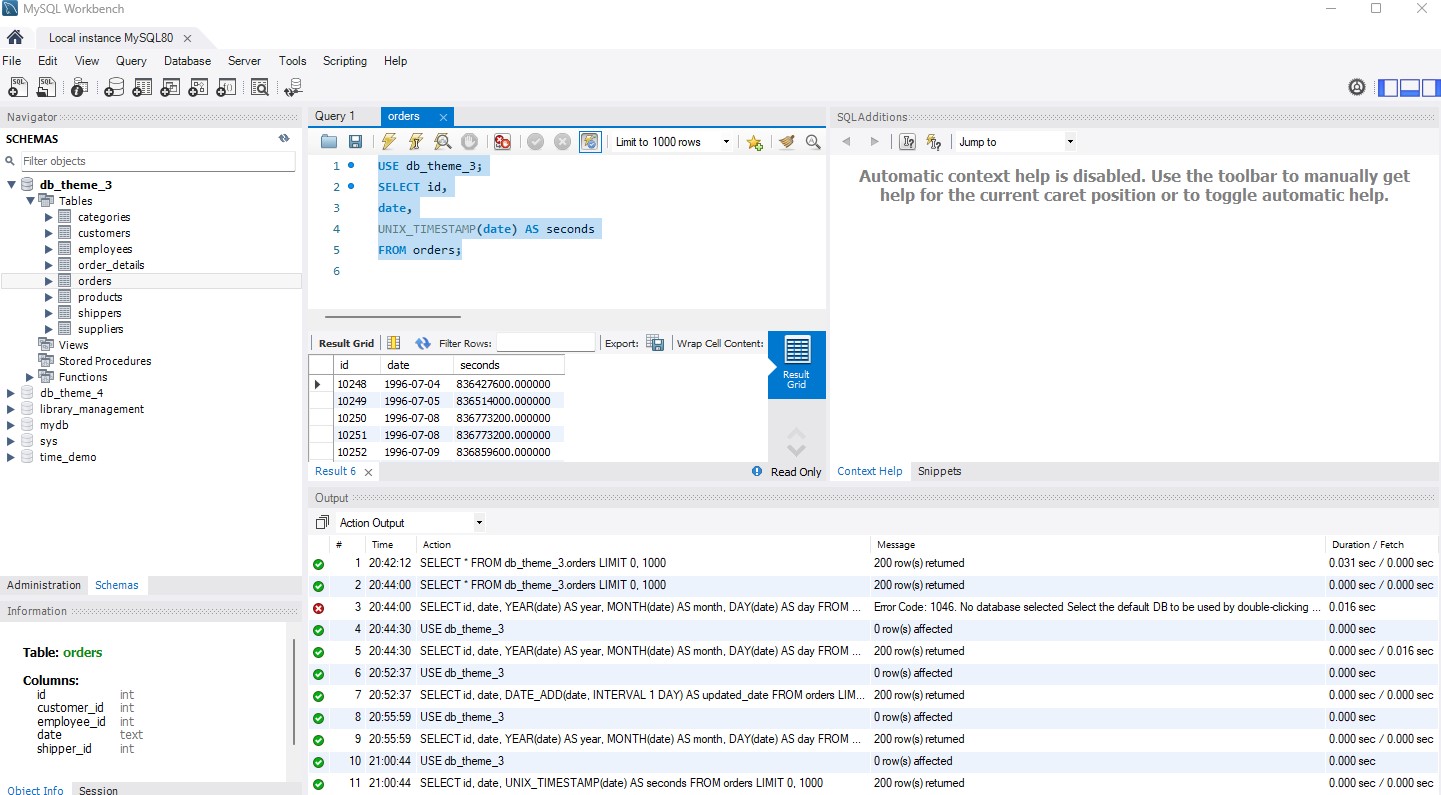 MySQL Workbench
Local instance MySQL80
File Edit View Query Database Server Tools Scripting Help
Navigator
SCHEMAS
Filter objects
db_theme_3
Tables
categories
customers
employees
order_details
orders
products
shippers
suppliers
Views
Stored Procedures
Functions
db_theme_4
library_management
mydb
sys
time_demo
Administration Schemas
Information
Table: orders
Columns:
id int
customer_id int
employee_id int
date text
shipper_id int
Object Info Session
Query 1 orders
Limit to 1000 rows
1 USE db_theme_3;
2 SELECT id,
3 date,
4 UNIX_TIMESTAMP(date) AS seconds
5 FROM orders;
6
Result Grid Filter Rows: Export: Wrap Cell Content:
id date seconds
10248 1996-07-04 836427600.000000
10249 1996-07-05 836514000.000000
10250 1996-07-08 836773200.000000
10251 1996-07-08 836773200.000000
10252 1996-07-09 836859600.000000
Result Grid
Result 6 Read Only
SQLAdditions
Jump to
Automatic context help is disabled. Use the toolbar to manually get
help for the current caret position or to toggle automatic help.
Context Help Snippets
Output
Action Output
# Time Action Message Duration / Fetch
1 20:42:12 SELECT * FROM db_theme_3.orders LIMIT 0, 1000 200 row(s) returned 0.031 sec / 0.000 sec
2 20:44:00 SELECT * FROM db_theme_3.orders LIMIT 0, 1000 200 row(s) returned 0.000 sec / 0.000 sec
3 20:44:00 SELECT id, date, YEAR(date) AS year, MONTH(date) AS month, DAY(date) AS day FROM ... Error Code: 1046. No database selected Select the default DB to be used by double-clicking ... 0.016 sec
4 20:44:30 USE db_theme_3 0 row(s) affected 0.000 sec
5 20:44:30 SELECT id, date, YEAR(date) AS year, MONTH(date) AS month, DAY(date) AS day FROM ... 200 row(s) returned 0.000 sec / 0.016 sec
6 20:52:37 USE db_theme_3 0 row(s) affected 0.000 sec
7 20:52:37 SELECT id, date, DATE_ADD(date, INTERVAL 1 DAY) AS updated_date FROM orders LIM... 200 row(s) returned 0.000 sec / 0.000 sec
8 20:55:59 USE db_theme_3 0 row(s) affected 0.000 sec
9 20:55:59 SELECT id, date, YEAR(date) AS year, MONTH(date) AS month, DAY(date) AS day FROM ... 200 row(s) returned 0.000 sec / 0.000 sec
10 21:00:44 USE db_theme_3 0 row(s) affected 0.000 sec
11 21:00:44 SELECT id, date, UNIX_TIMESTAMP(date) AS seconds FROM orders LIMIT 0, 1000 200 row(s) returned 0.000 sec / 0.000 sec